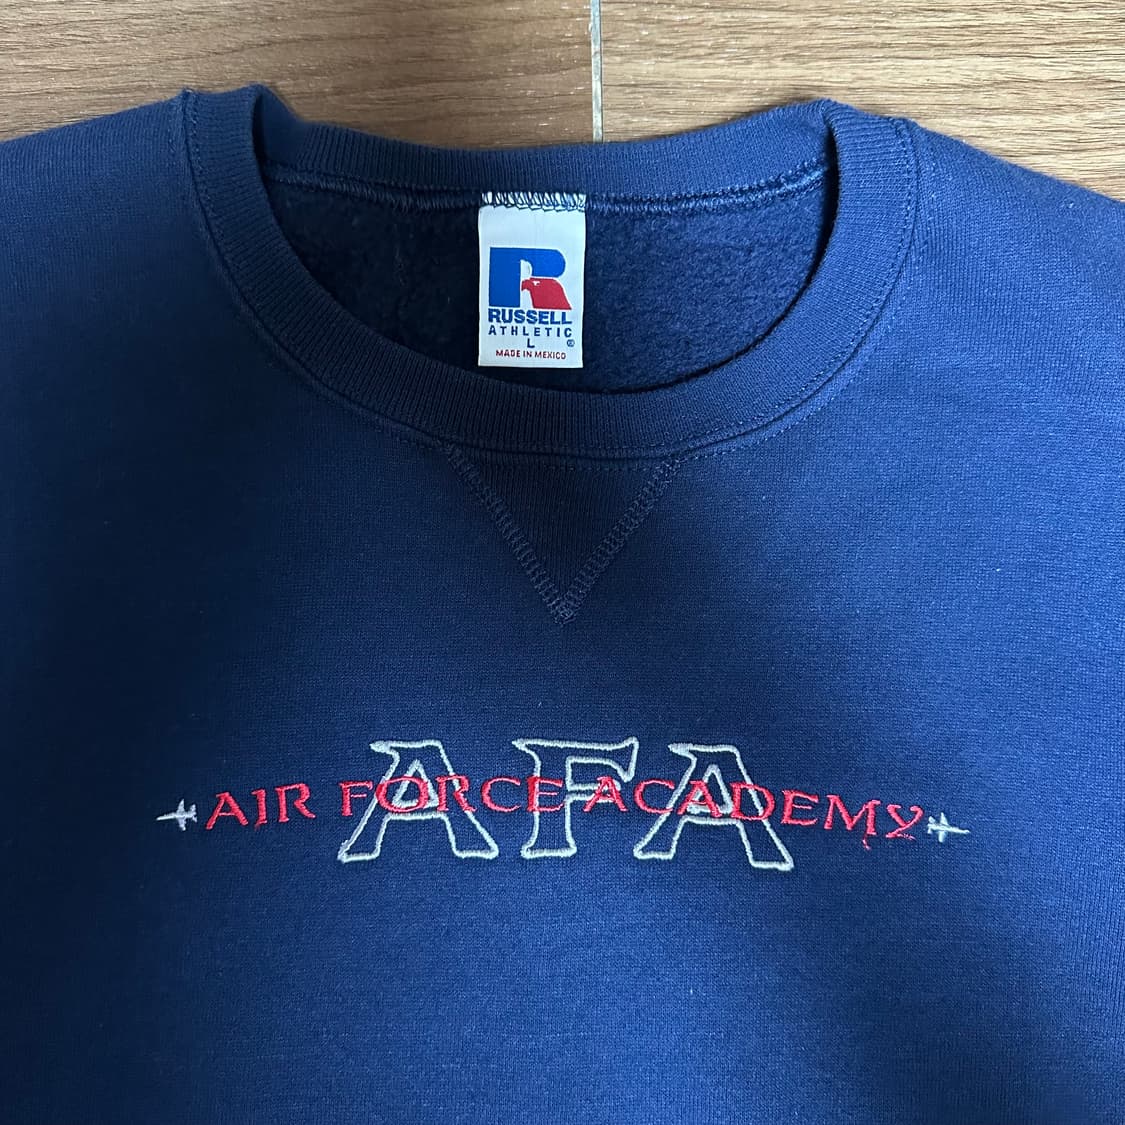 R
RUSSELL
ATHLETIC
L ®
MADE IN MEXICO
AFA
AIR FORCE ACADEMY